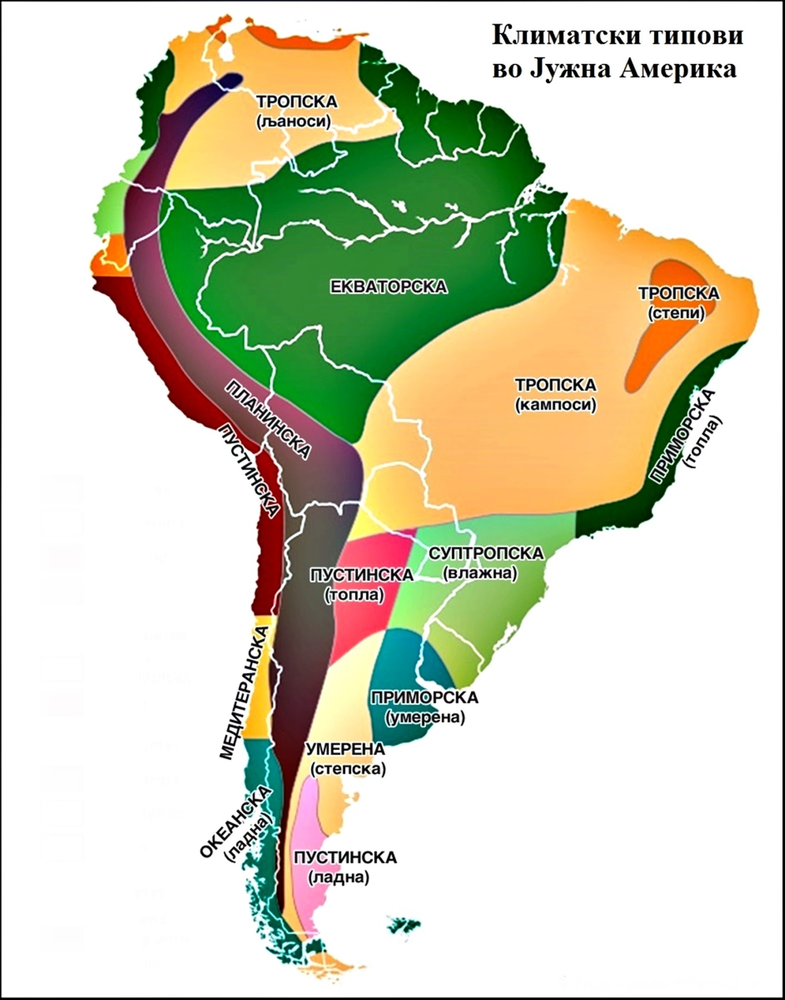 Климатски типови
во Јужна Америка
ТРОПСКА
(љаноси)
ЕКВАТОРСКА
ТРОПСКА
(степи)
ТРОПСКА
(кампоси)
ПРИМОРСКА
(топла)
ПЛАНИНСКА
ПУСТИНСКА
СУПТРОПСКА
(влажна)
ПУСТИНСКА
(топла)
МЕДИТЕРАНСКА
ПРИМОРСКА
(умерена)
УМЕРЕНА
(степска)
ОКЕАНСКА
(ладна)
ПУСТИНСКА
(ладна)